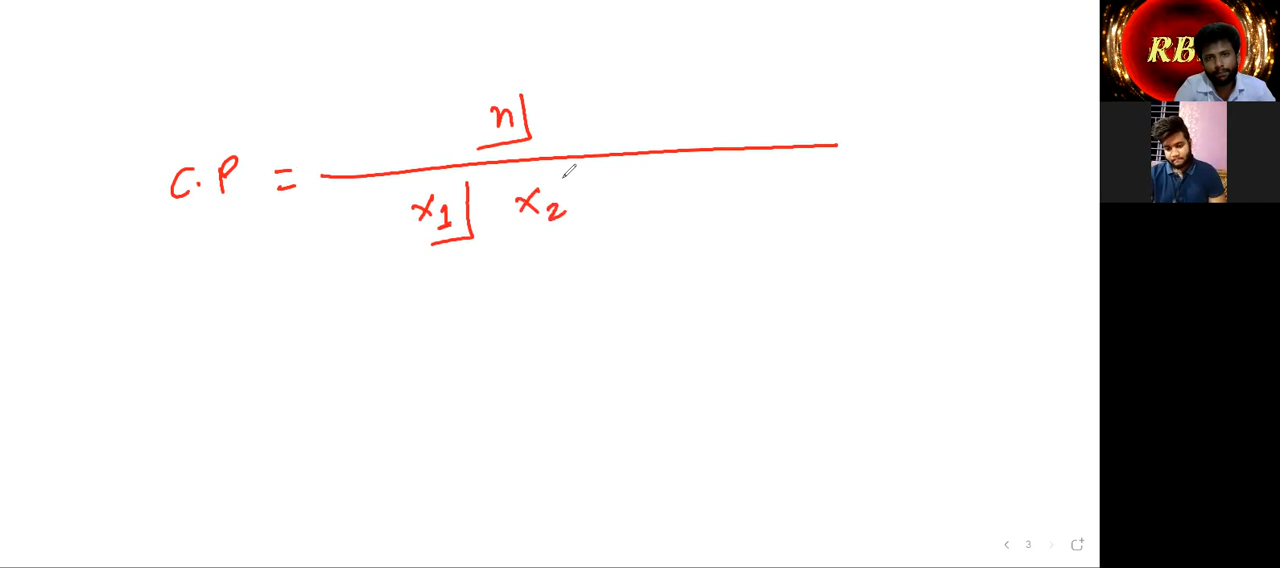 RB
n⌋
C.P =
x1⌋ x2
3